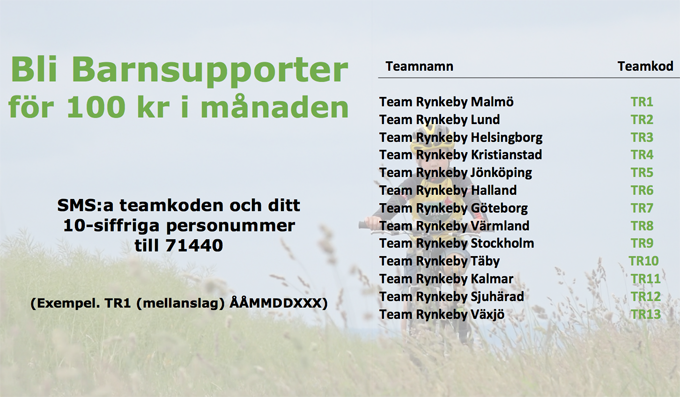 Bli Barnsupporter
för 100 kr i månaden
SMS:a teamkoden och ditt
10-siffriga personummer
till 71440
(Exempel. TR1 (mellanslag) ÅÅMMDDXXX)
Teamnamn Teamkod
Team Rynkeby Malmö TR1
Team Rynkeby Lund TR2
Team Rynkeby Helsingborg TR3
Team Rynkeby Kristianstad TR4
Team Rynkeby Jönköping TR5
Team Rynkeby Halland TR6
Team Rynkeby Göteborg TR7
Team Rynkeby Värmland TR8
Team Rynkeby Stockholm TR9
Team Rynkeby Täby TR10
Team Rynkeby Kalmar TR11
Team Rynkeby Sjuhärad TR12
Team Rynkeby Växjö TR13